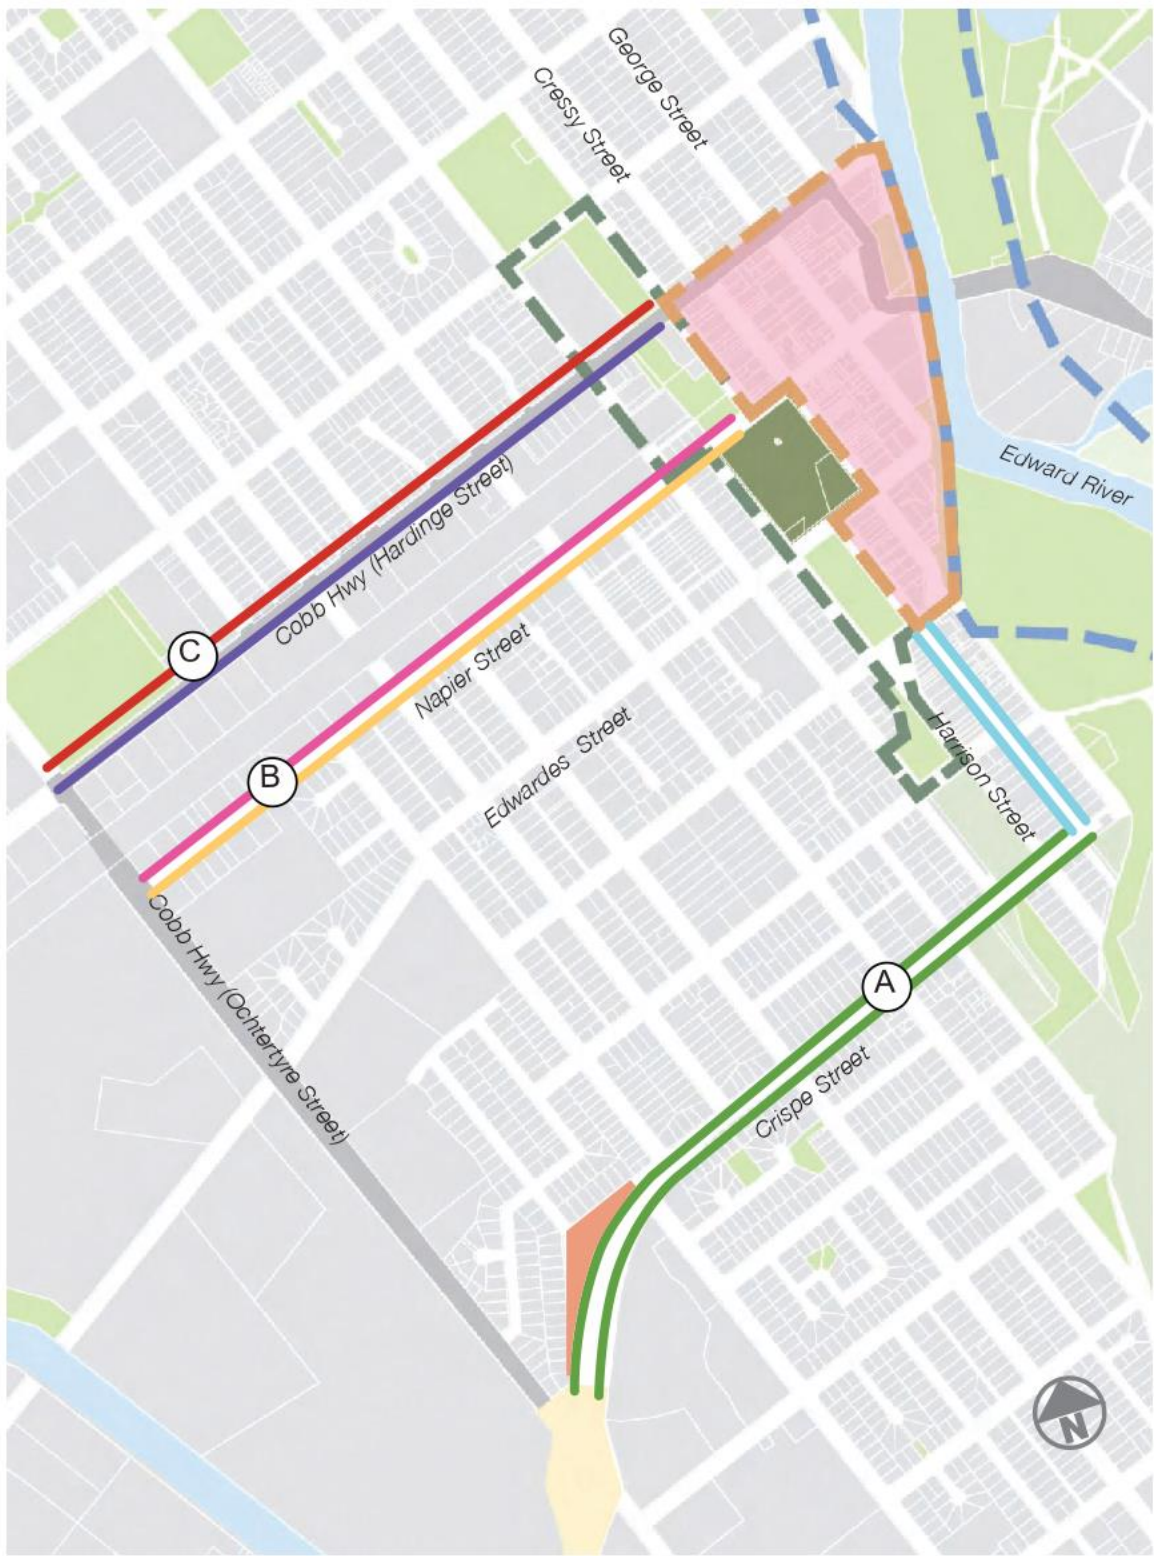 George Street
Cressy Street
Edward River
Cobb Hwy (Hardinge Street)
C
Napier Street
B
Edwardes Street
Harrison Street
Cobb Hwy (Ochtertyre Street)
A
Crispe Street
N